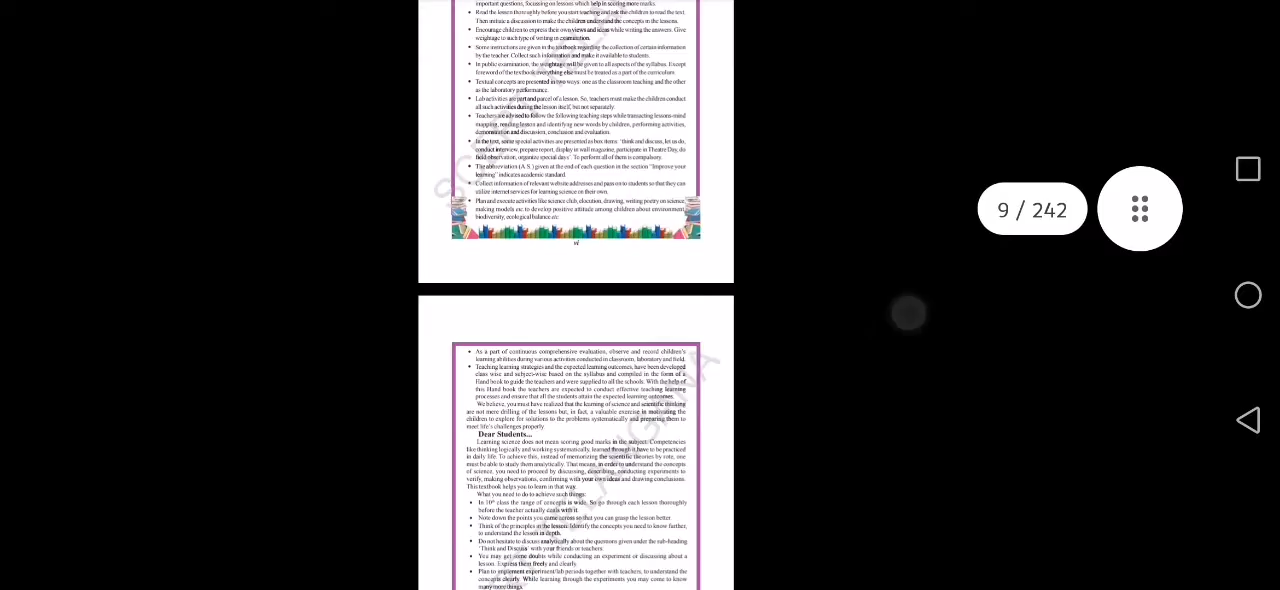 important questions, focussing on lessons which help in scoring more marks.
• Read the lesson thoroughly before you start teaching and ask the children to read the text.
Then initiate a discussion to make the children understand the concepts in the lessons.
• Encourage children to express their own views and ideas while writing the answers. Give
weightage to such type of writing in examination.
• Some instructions are given in the textbook regarding the collection of certain information
by the teacher. Collect such information and make it available to students.
• In public examination, the weightage will be given to all aspects of the syllabus. Except
foreword of the textbook everything else must be treated as a part of the curriculum.
• Textual concepts are presented in two ways: one as the classroom teaching and the other
as the laboratory performance.
• Lab activities are part and parcel of a lesson. So, teachers must make the children conduct
all such activities during the lesson itself, but not separately.
• Teachers are advised to follow the following teaching steps while transacting lessons-mind
mapping, reading lesson and identifying new words by children, performing activities,
demonstration and discussion, conclusion and evaluation.
• In the text, some special activities are presented as box items: 'think and discuss, let us do,
conduct interview, prepare report, display in wall magazine, participate in Theatre Day, do
field observation, organize special days'. To perform all of them is compulsory.
• The abbreviation (A.S.) given at the end of each question in the section "Improve your
learning" indicates academic standard.
• Collect information of relevant website addresses and pass on to students so that they can
utilize internet services for learning science on their own.
• Plan and execute activities like science club, elocution, drawing, writing poetry on science,
making models etc. to develop positive attitude among children about environment,
biodiversity, ecological balance etc.
vi
9 / 242
• As a part of continuous comprehensive evaluation, observe and record children's
learning abilities during various activities conducted in classroom, laboratory and field.
• Teaching learning strategies and the expected learning outcomes, have been developed
class wise and subject-wise based on the syllabus and compiled in the form of a
Hand book to guide the teachers and were supplied to all the schools. With the help of
this Hand book the teachers are expected to conduct effective teaching learning
processes and ensure that all the students attain the expected learning outcomes.
We believe, you must have realized that the learning of science and scientific thinking
are not mere drilling of the lessons but, in fact, a valuable exercise in motivating the
children to explore for solutions to the problems systematically and preparing them to
meet life's challenges properly.
Dear Students...
Learning science does not mean scoring good marks in the subject. Competencies
like thinking logically and working systematically, learned through it, have to be practiced
in daily life. To achieve this, instead of memorizing the scientific theories by rote, one
must be able to study them analytically. That means, in order to understand the concepts
of science, you need to proceed by discussing, describing, conducting experiments to
verify, making observations, confirming with your own ideas and drawing conclusions.
This textbook helps you to learn in that way.
What you need to do to achieve such things:
• In 10th class the range of concepts is wide. So go through each lesson thoroughly
before the teacher actually deals with it.
• Note down the points you came across so that you can grasp the lesson better.
• Think of the principles in the lesson. Identify the concepts you need to know further,
to understand the lesson in depth.
• Do not hesitate to discuss analytically about the questions given under the sub-heading
'Think and Discuss' with your friends or teachers.
• You may get some doubts while conducting an experiment or discussing about a
lesson. Express them freely and clearly.
• Plan to implement experiment/lab periods together with teachers, to understand the
concepts clearly. While learning through the experiments you may come to know
many more things.